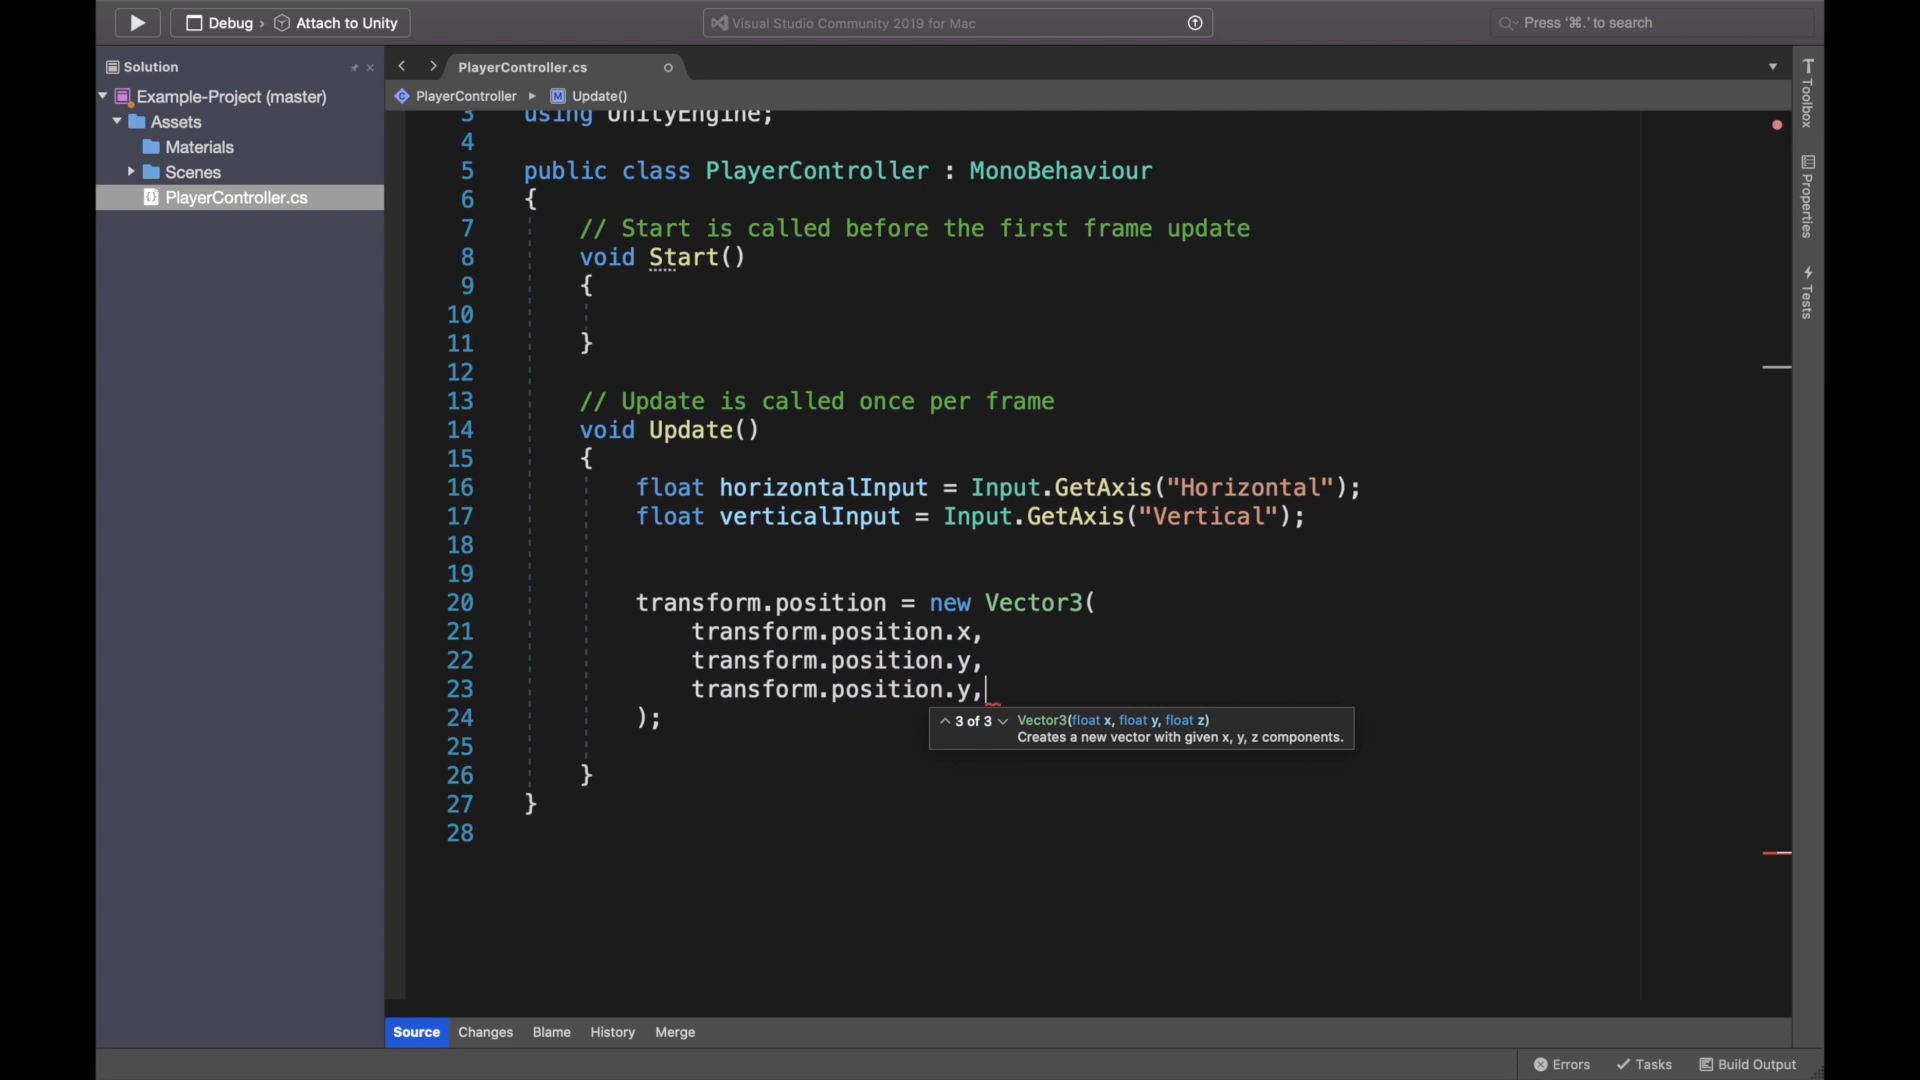 Debug › Attach to Unity
Visual Studio Community 2019 for Mac
Press ‘⌘.’ to search
Solution
Example-Project (master)
Assets
Materials
Scenes
PlayerController.cs
PlayerController.cs
PlayerController ▸ M Update()
3 using UnityEngine;
4
5 public class PlayerController : MonoBehaviour
6 {
7 // Start is called before the first frame update
8 void Start()
9 {
10
11 }
12
13 // Update is called once per frame
14 void Update()
15 {
16 float horizontalInput = Input.GetAxis("Horizontal");
17 float verticalInput = Input.GetAxis("Vertical");
18
19
20 transform.position = new Vector3(
21 transform.position.x,
22 transform.position.y,
23 transform.position.y,
24 );
25
26 }
27 }
28
3 of 3 Vector3(float x, float y, float z)
Creates a new vector with given x, y, z components.
Toolbox
Properties
Tests
Source Changes Blame History Merge
Errors Tasks Build Output